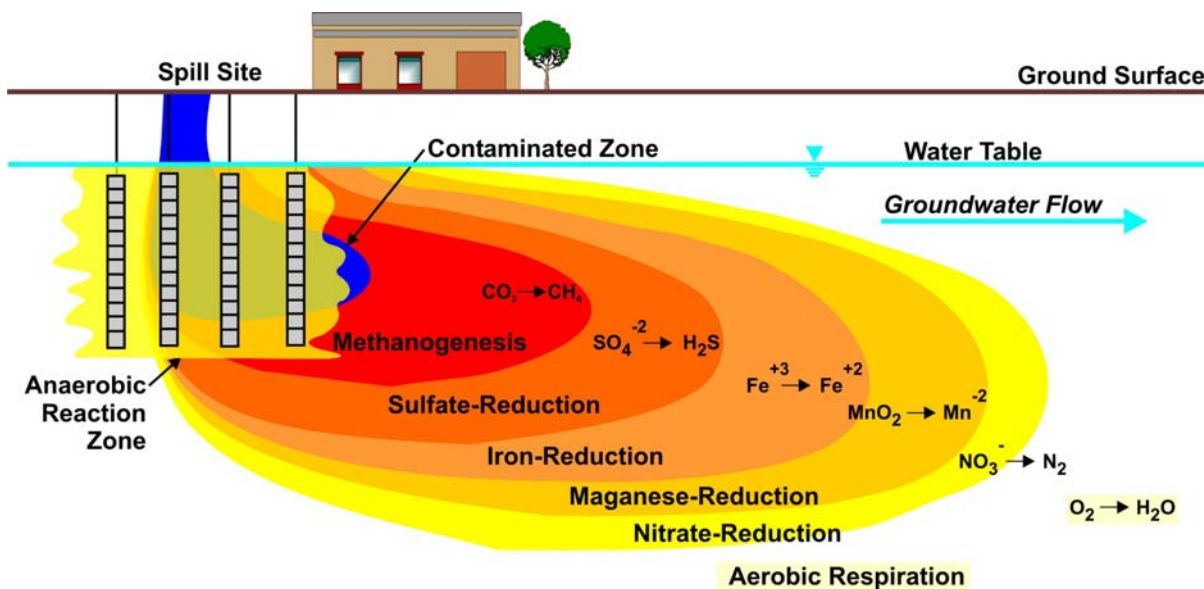 Spill Site
Ground Surface
Contaminated Zone
Water Table
Groundwater Flow
CO₂→CH₄
Methanogenesis
SO₄⁻²→H₂S
Anaerobic
Reaction
Zone
Fe⁺³→Fe⁺²
Sulfate-Reduction
MnO₂→Mn⁻²
Iron-Reduction
NO₃⁻→N₂
Maganese-Reduction
O₂→H₂O
Nitrate-Reduction
Aerobic Respiration